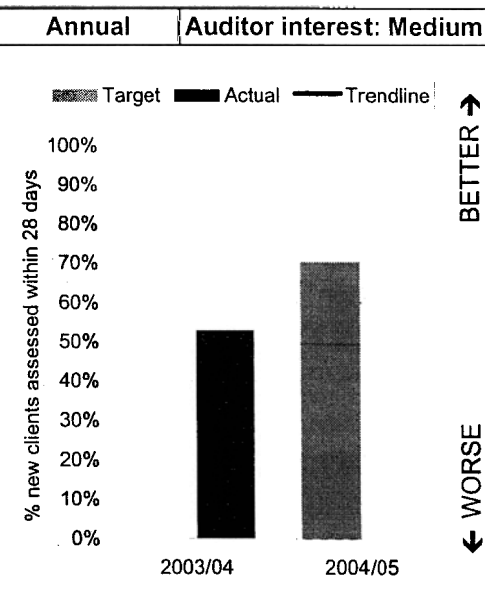 Annual Auditor interest: Medium
Target Actual Trendline
BETTER →
100%
90%
80%
70%
60%
50%
40%
30%
20%
10%
0%
% new clients assessed within 28 days
← WORSE
2003/04 2004/05